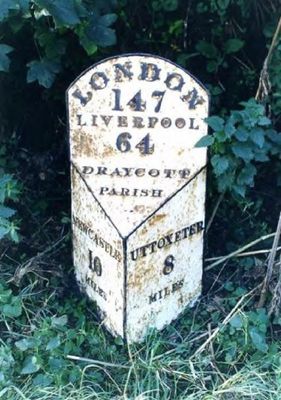 LONDON
147
LIVERPOOL
64
DRAYCOTT
PARISH
NEWCASTLE
10
MILES
UTTOXETER
8
MILES